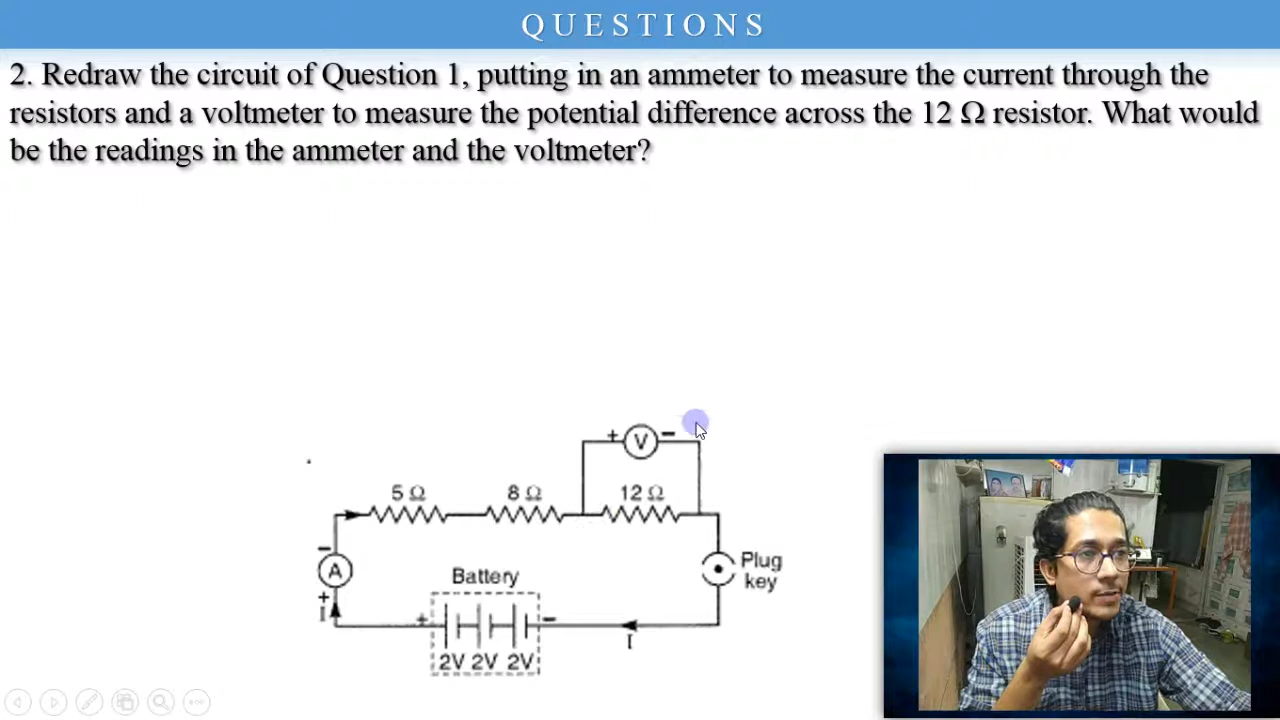 QUESTIONS
2. Redraw the circuit of Question 1, putting in an ammeter to measure the current through the
resistors and a voltmeter to measure the potential difference across the 12 Ω resistor. What would
be the readings in the ammeter and the voltmeter?
+ V −
5 Ω 8 Ω 12 Ω
−
A
+
I
Battery
+ −
2V 2V 2V
I
Plug
key